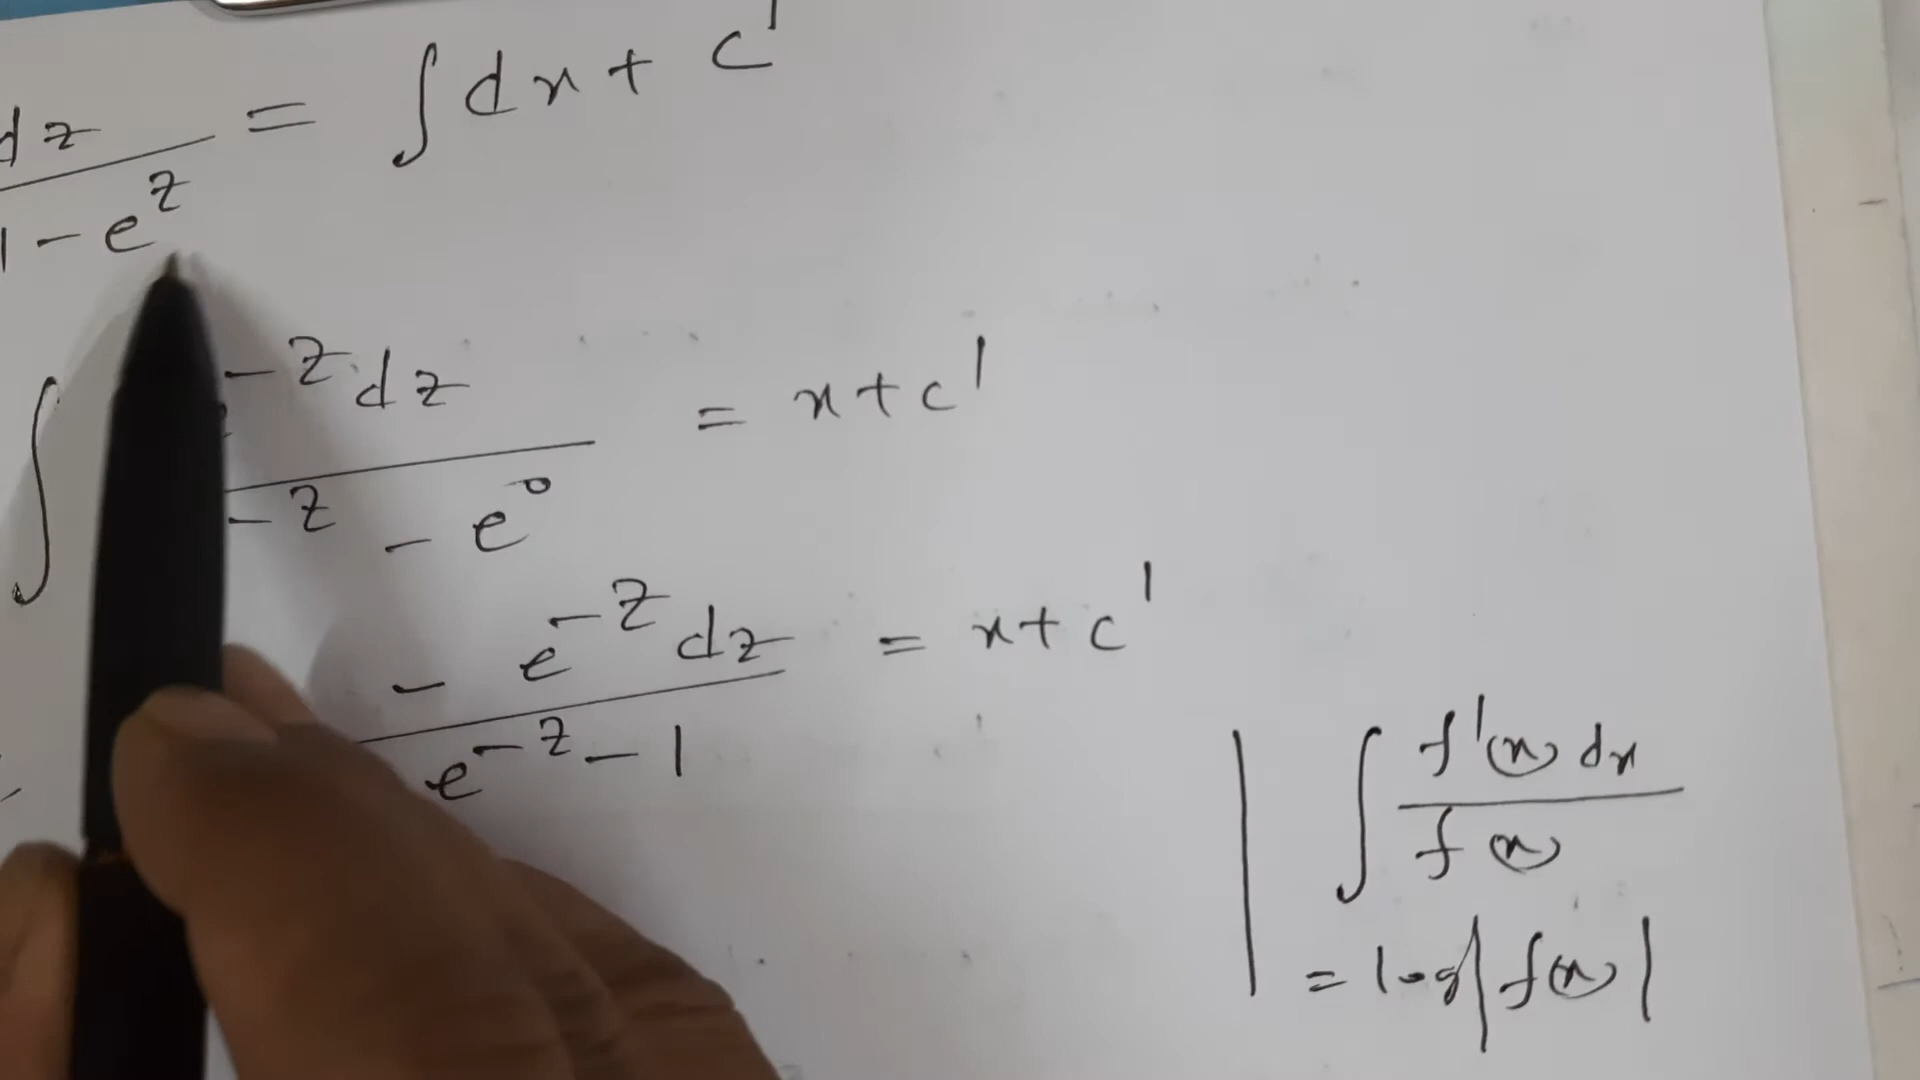 dz / 1 - e^z = ∫ dx + c'
∫ -z dz / -z - e^0 = x + c'
- e^-z dz / e^-z - 1 = x + c'
∫ f'(x) dx / f(x)
= log |f(x)|